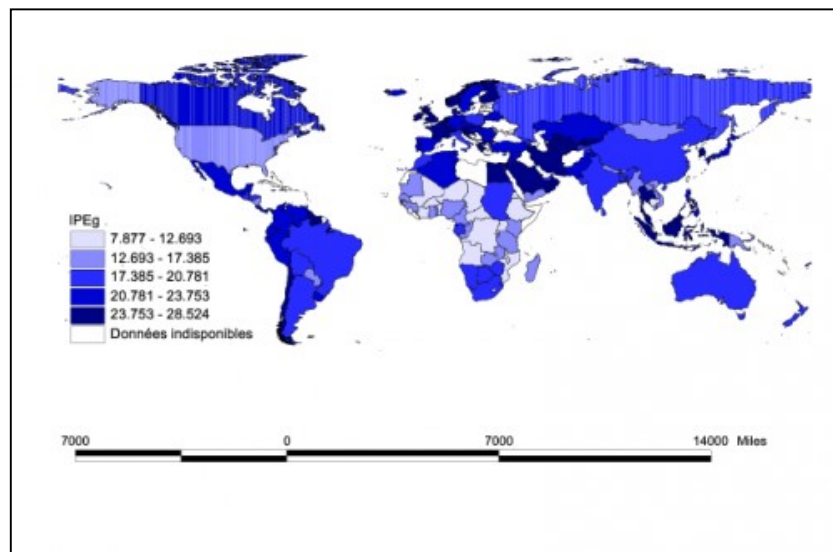 IPEg
7.877 - 12.693
12.693 - 17.385
17.385 - 20.781
20.781 - 23.753
23.753 - 28.524
Données indisponibles
7000 0 7000 14000 Miles